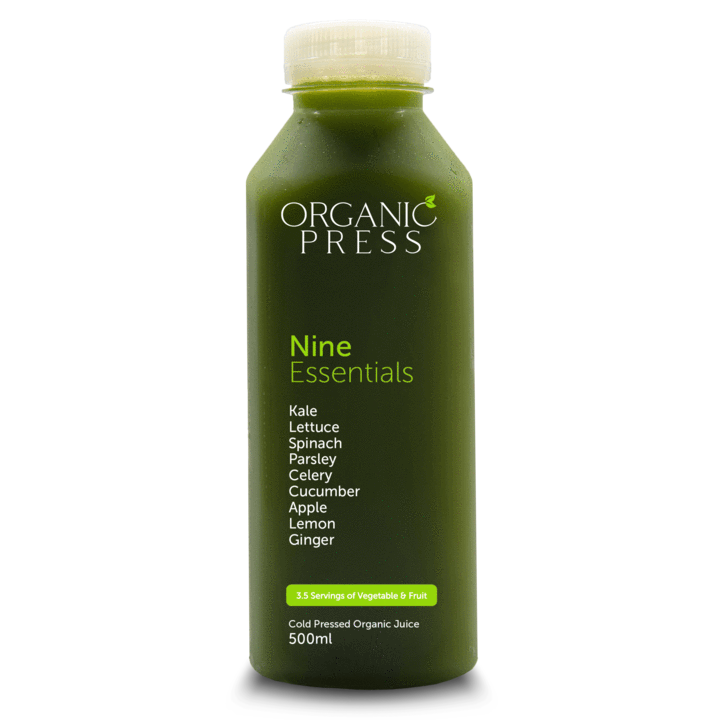 ORGANIC
PRESS
Nine
Essentials
Kale
Lettuce
Spinach
Parsley
Celery
Cucumber
Apple
Lemon
Ginger
3.5 Servings of Vegetable & Fruit
Cold Pressed Organic Juice
500ml